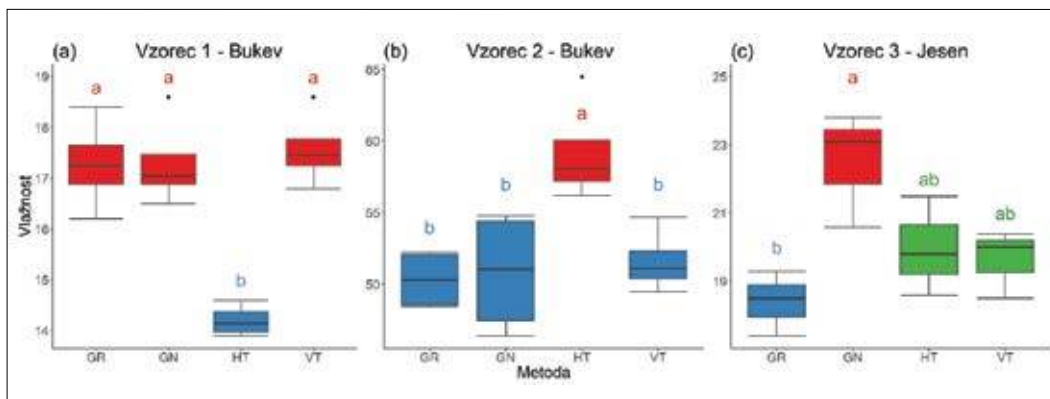 (a) Vzorec 1 - Bukev
(b) Vzorec 2 - Bukev
(c) Vzorec 3 - Jesen
Vlažnost
19
18
17
16
15
14
a
a
b
a
GR
GN
HT
VT
65
60
55
50
b
b
a
b
GR
GN
HT
VT
25
23
21
19
b
a
ab
ab
GR
GN
HT
VT
Metoda